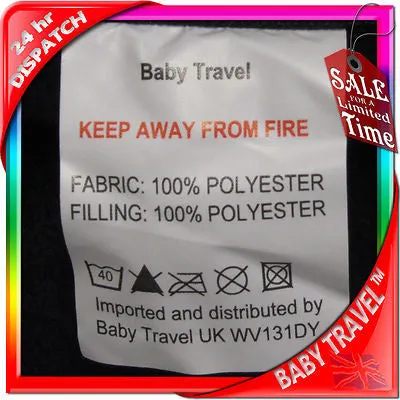 24 hr
DISPATCH
SALE
FOR a
Limited
Time
Baby Travel
KEEP AWAY FROM FIRE
FABRIC: 100% POLYESTER
FILLING: 100% POLYESTER
40
Imported and distributed by
Baby Travel UK WV131DY
BABY TRAVEL™